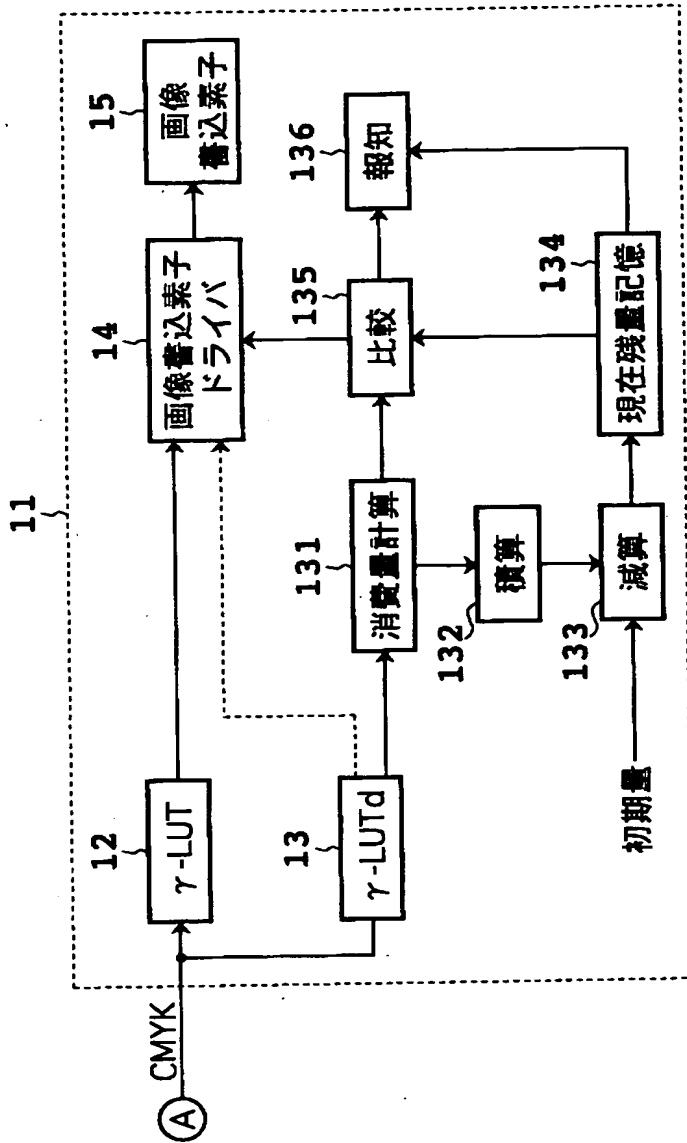 11
A
CMYK
12
γ-LUT
14
画像書込素子
ドライバ
15
画像
書込素子
13
γ-LUTd
131
消費量計算
135
比較
136
報知
132
積算
初期量
133
減算
134
現在残量記憶